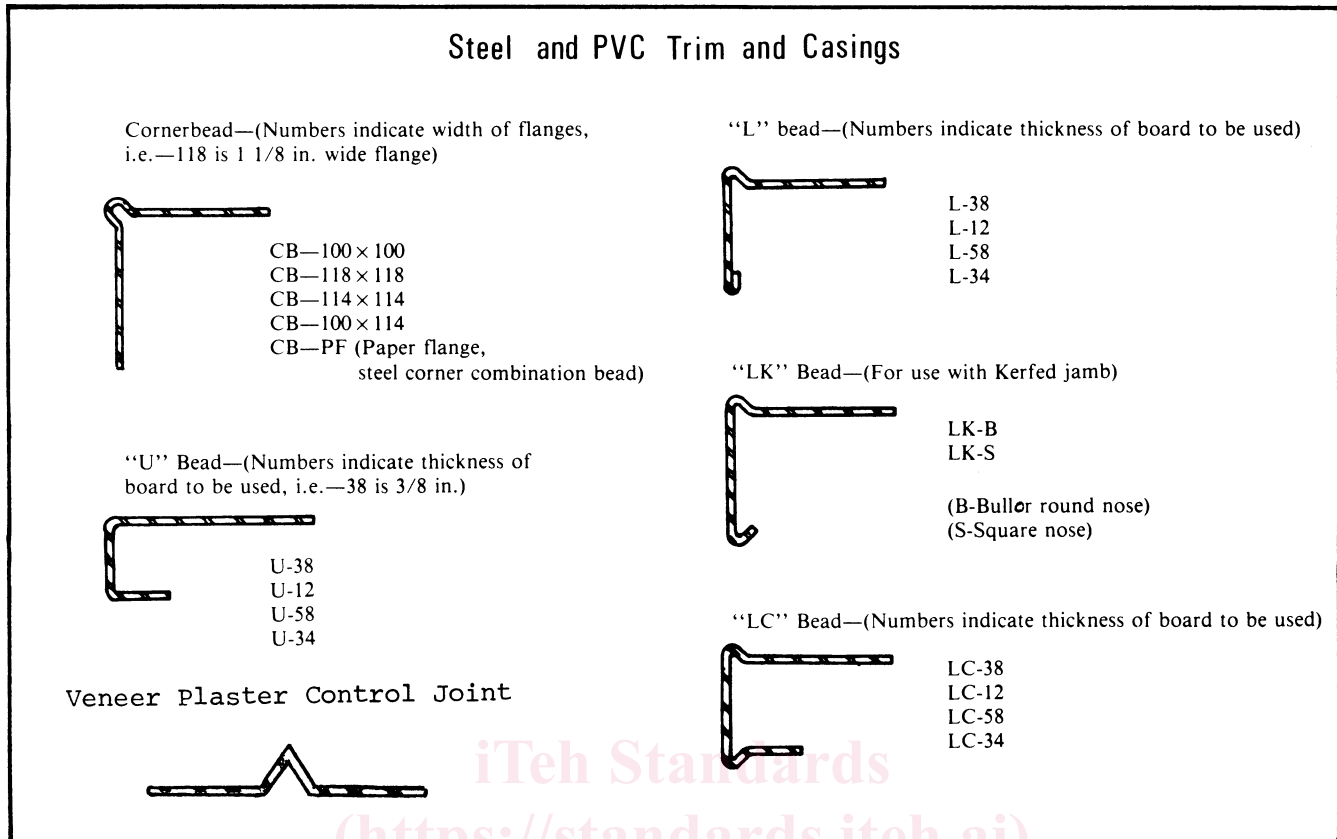 Steel and PVC Trim and Casings
Cornerbead—(Numbers indicate width of flanges,
i.e.—118 is 1 1/8 in. wide flange)
CB—100 × 100
CB—118 × 118
CB—114 × 114
CB—100 × 114
CB—PF (Paper flange,
steel corner combination bead)
“U” Bead—(Numbers indicate thickness of
board to be used, i.e.—38 is 3/8 in.)
U-38
U-12
U-58
U-34
Veneer Plaster Control Joint
“L” bead—(Numbers indicate thickness of board to be used)
L-38
L-12
L-58
L-34
“LK” Bead—(For use with Kerfed jamb)
LK-B
LK-S
(B-Bullor round nose)
(S-Square nose)
“LC” Bead—(Numbers indicate thickness of board to be used)
LC-38
LC-12
LC-58
LC-34
iTeh Standards
(https://standards.iteh.ai)